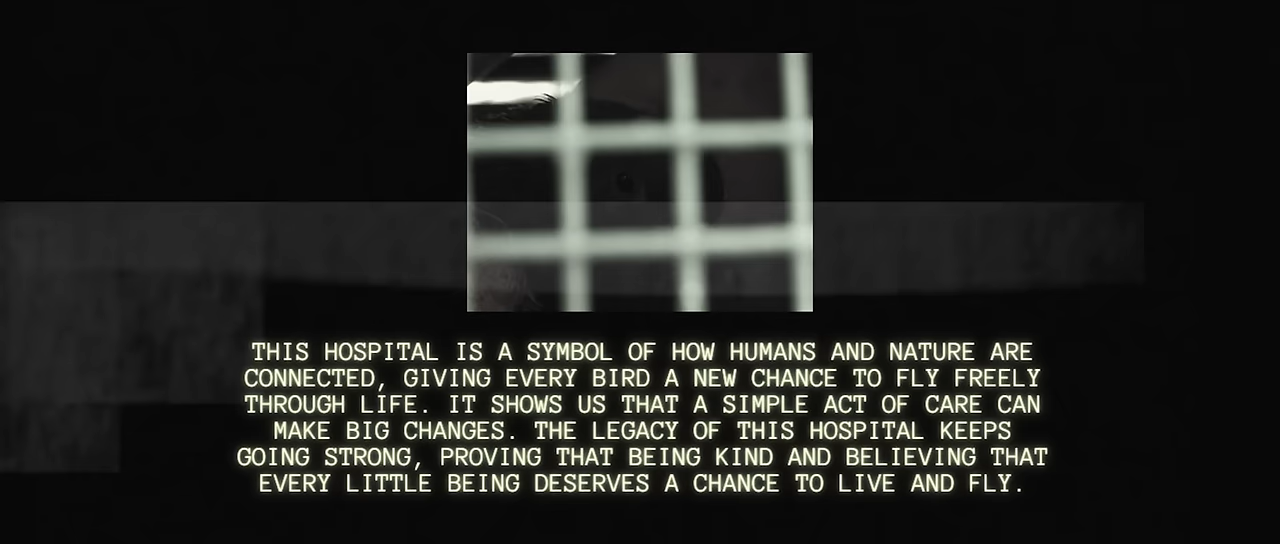 THIS HOSPITAL IS A SYMBOL OF HOW HUMANS AND NATURE ARE
CONNECTED, GIVING EVERY BIRD A NEW CHANCE TO FLY FREELY
THROUGH LIFE. IT SHOWS US THAT A SIMPLE ACT OF CARE CAN
MAKE BIG CHANGES. THE LEGACY OF THIS HOSPITAL KEEPS
GOING STRONG, PROVING THAT BEING KIND AND BELIEVING THAT
EVERY LITTLE BEING DESERVES A CHANCE TO LIVE AND FLY.